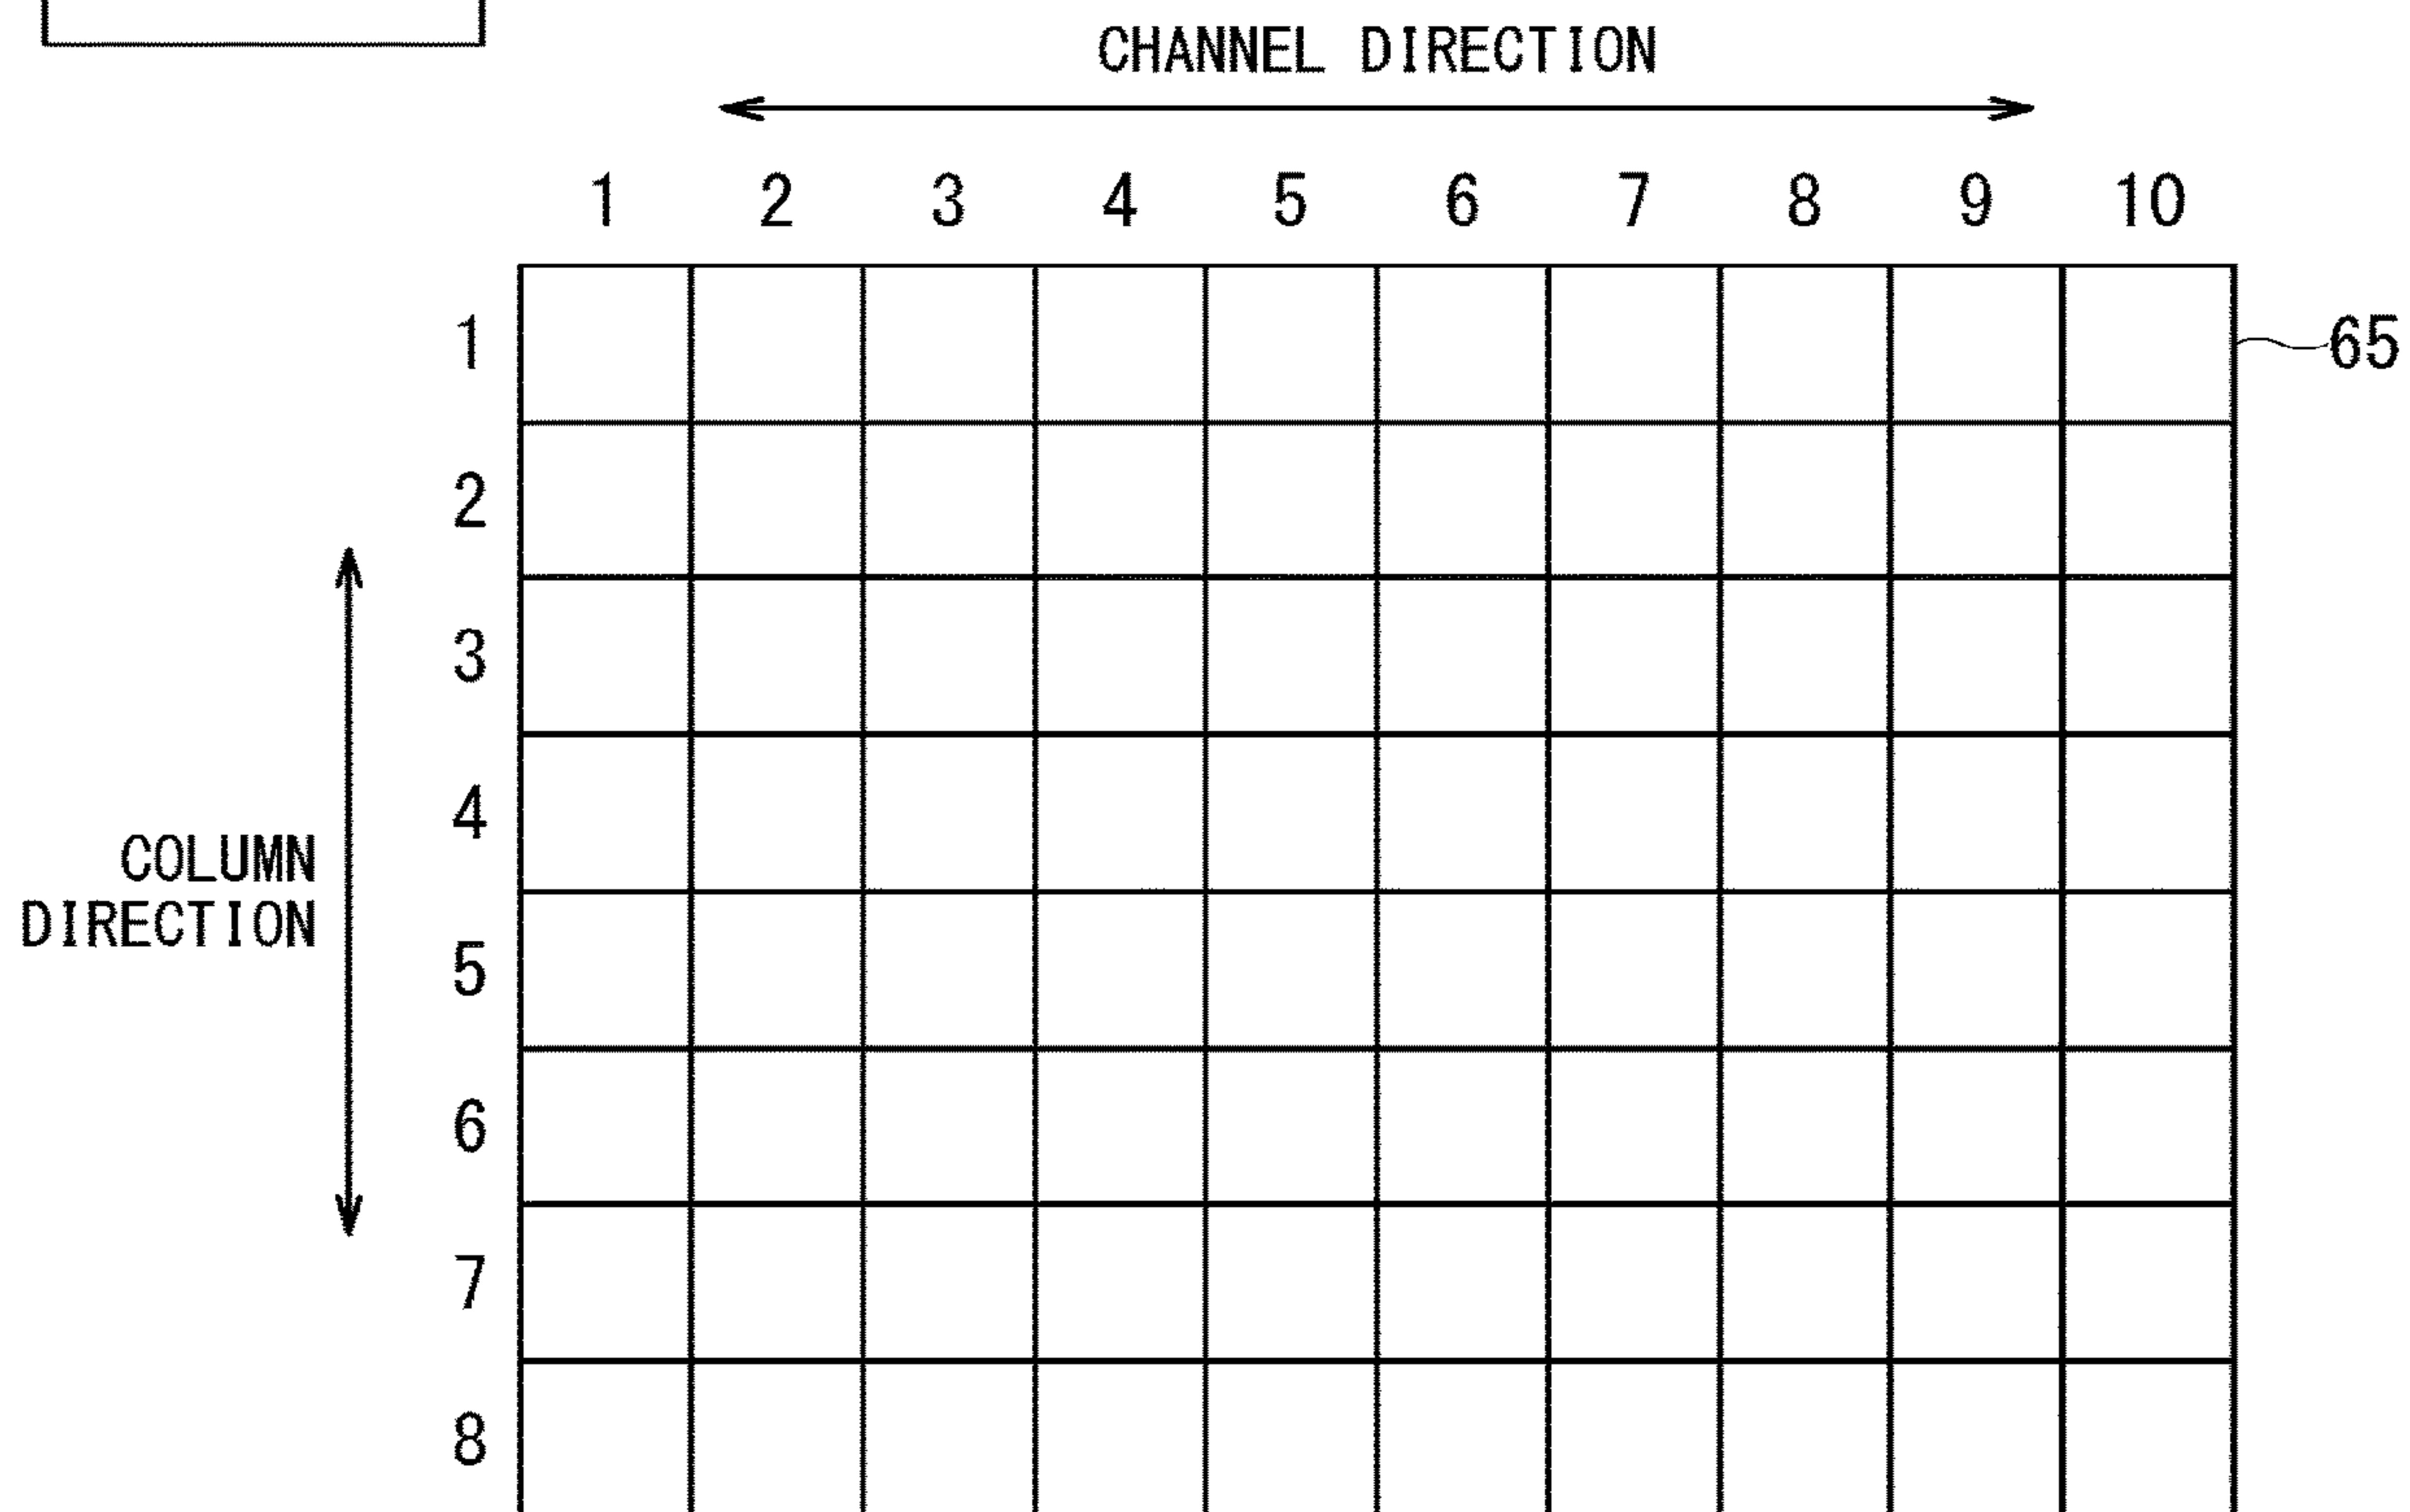 CHANNEL DIRECTION
1 2 3 4 5 6 7 8 9 10
1
65
2
3
4
COLUMN
DIRECTION
5
6
7
8